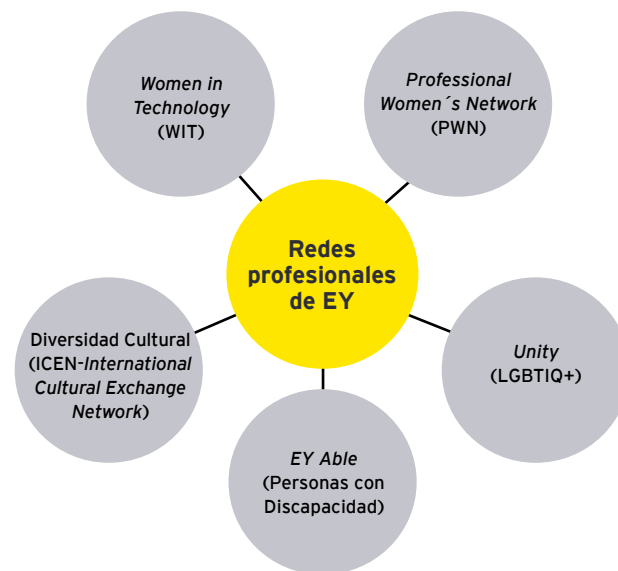 Women in
Technology
(WIT)
Professional
Women´s Network
(PWN)
Redes
profesionales
de EY
Diversidad Cultural
(ICEN-International
Cultural Exchange
Network)
Unity
(LGBTIQ+)
EY Able
(Personas con
Discapacidad)